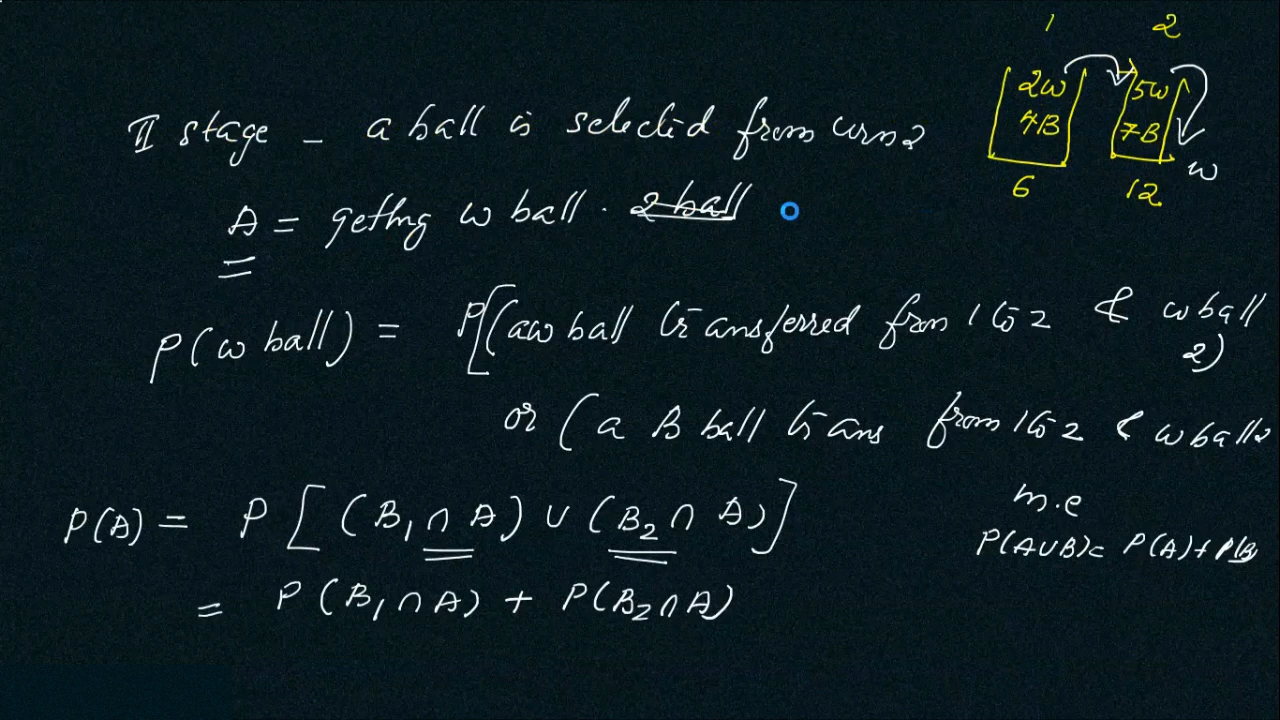 1 2
2W 5W
II stage - a ball is selected from urn 2
4B 7B
W
6 12
A = getting W ball . 2 ball
P(W ball) = P[(a W ball transferred from 1 to 2 & W ball
2)
or (a B ball trans from 1 to 2 & W ball 2
m.e
P(A) = P[(B₁∩A) ∪ (B₂∩A)]
P(A∪B)= P(A)+P(B)
= P(B₁∩A) + P(B₂∩A)